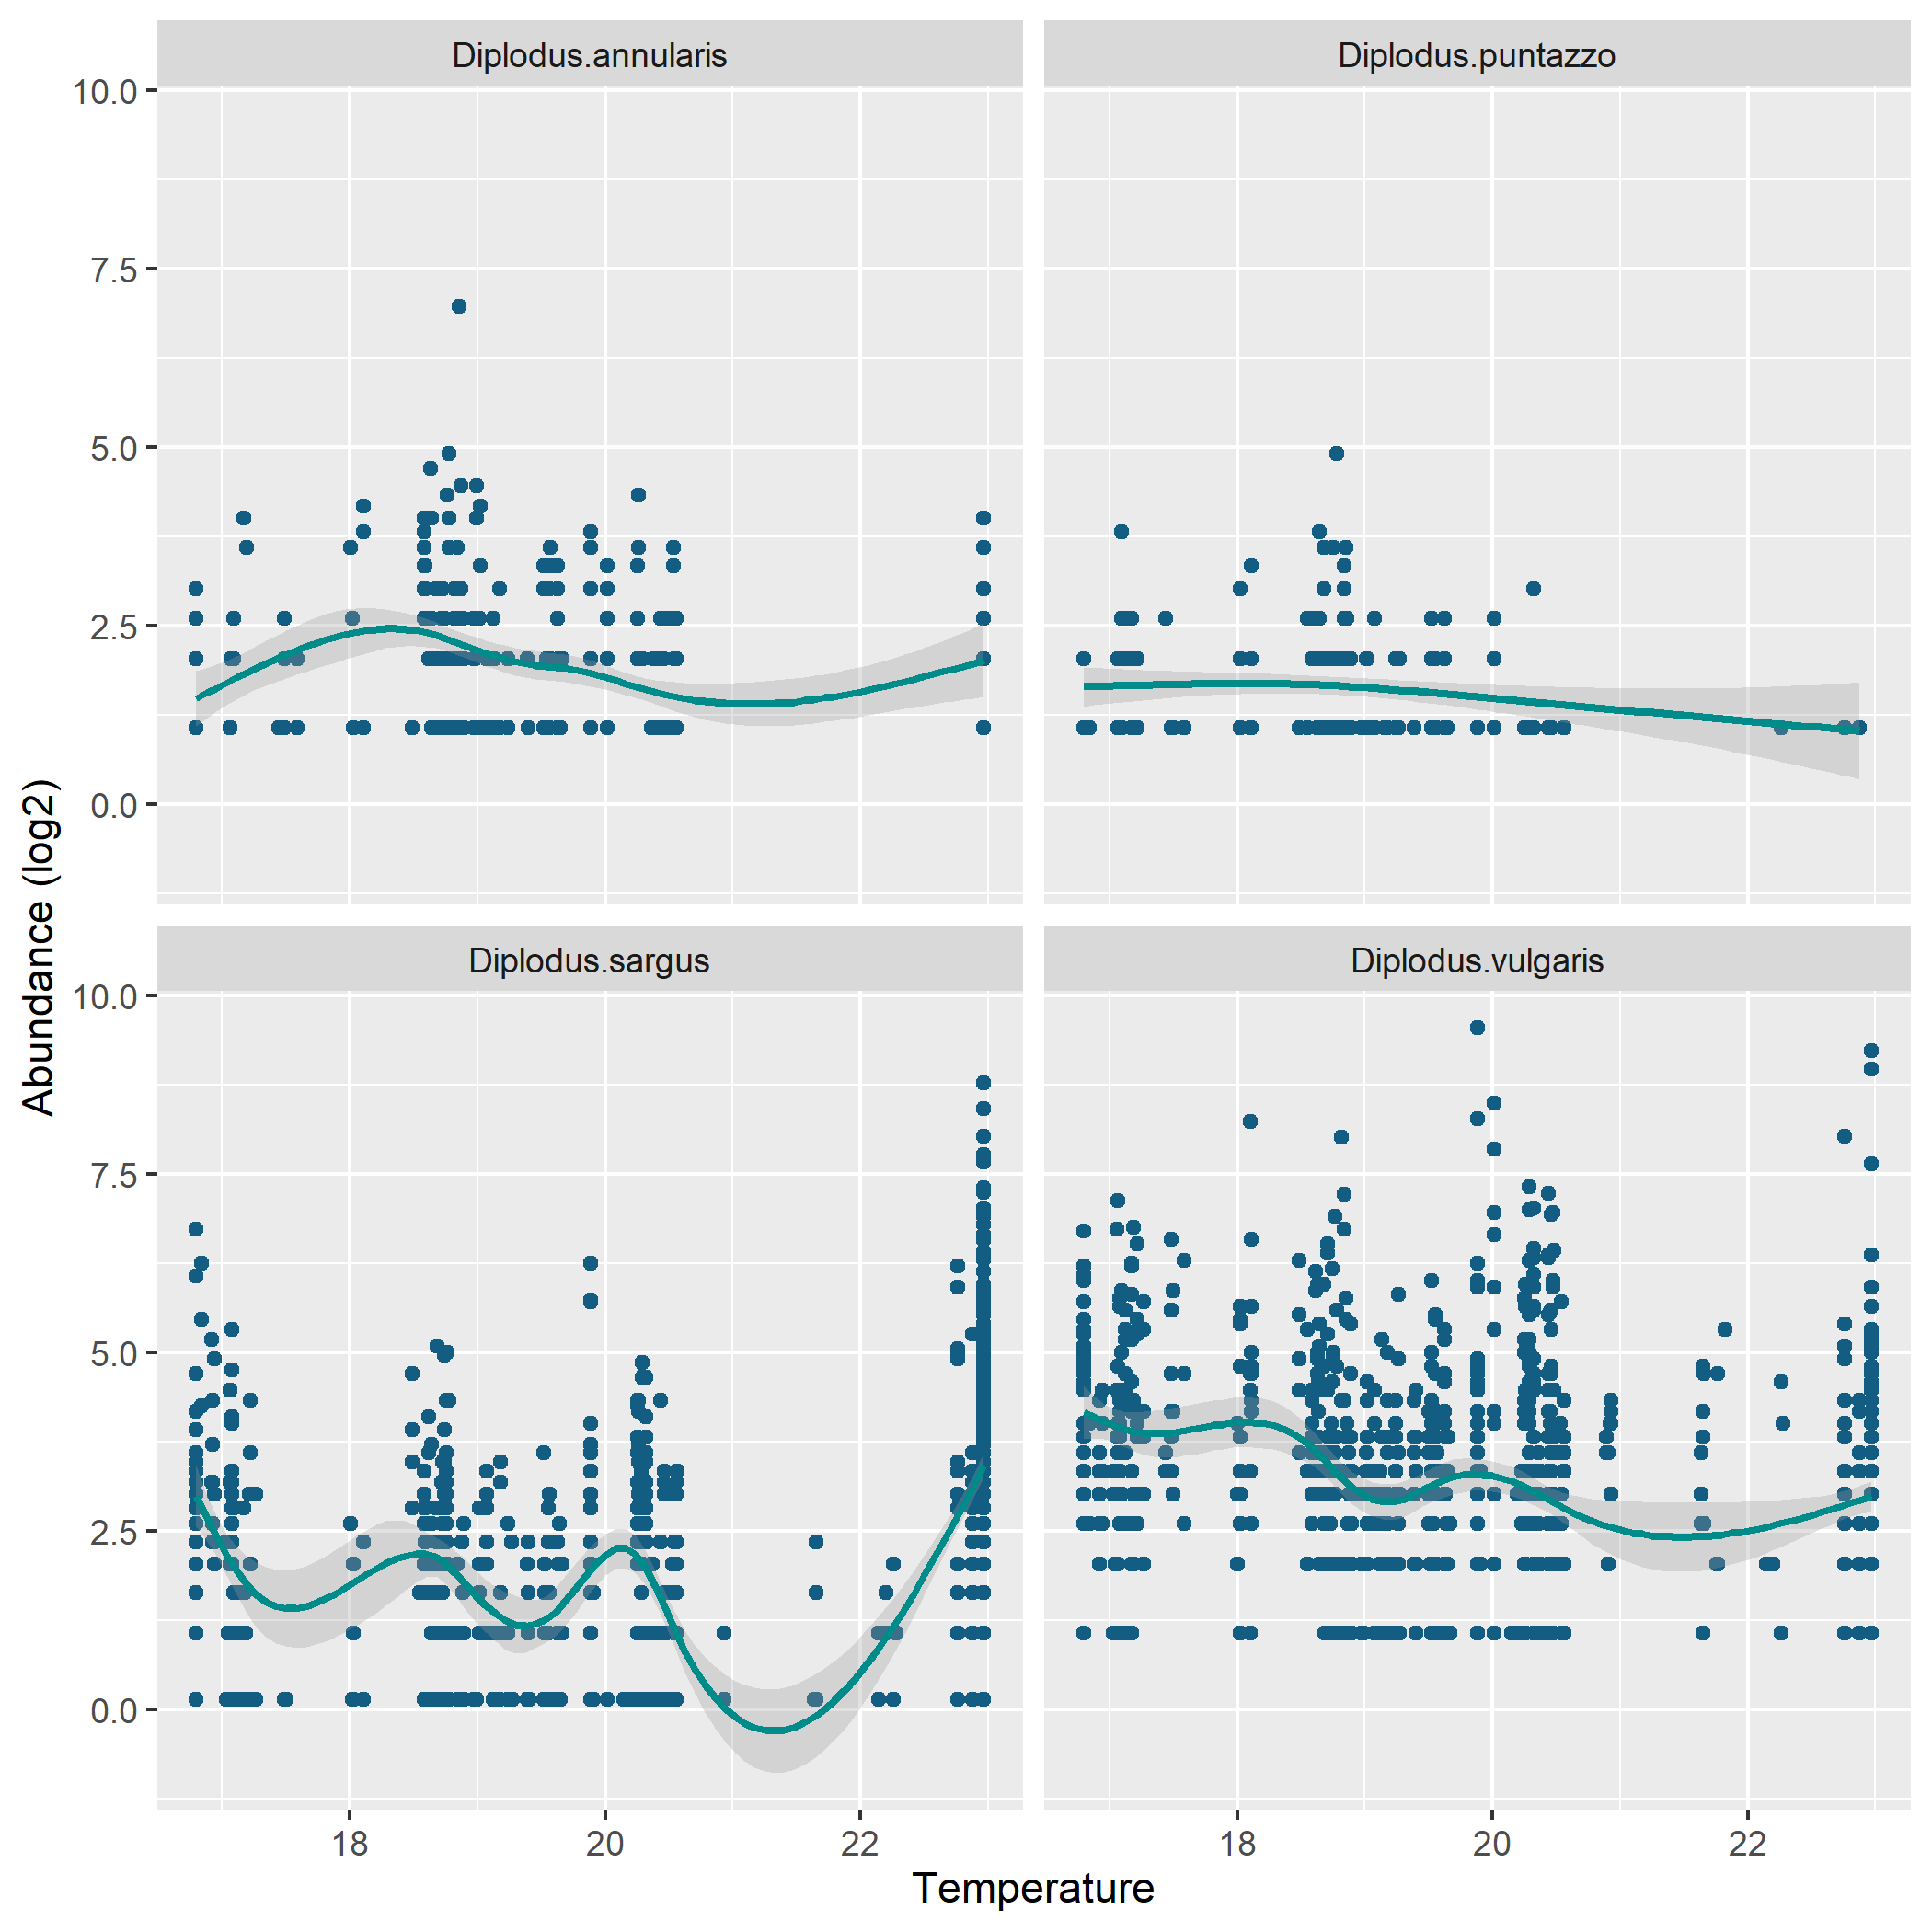 Diplodus.annularis
Diplodus.puntazzo
10.0
7.5
5.0
2.5
0.0
Abundance (log2)
Diplodus.sargus
Diplodus.vulgaris
10.0
7.5
5.0
2.5
0.0
18
20
22
18
20
22
Temperature